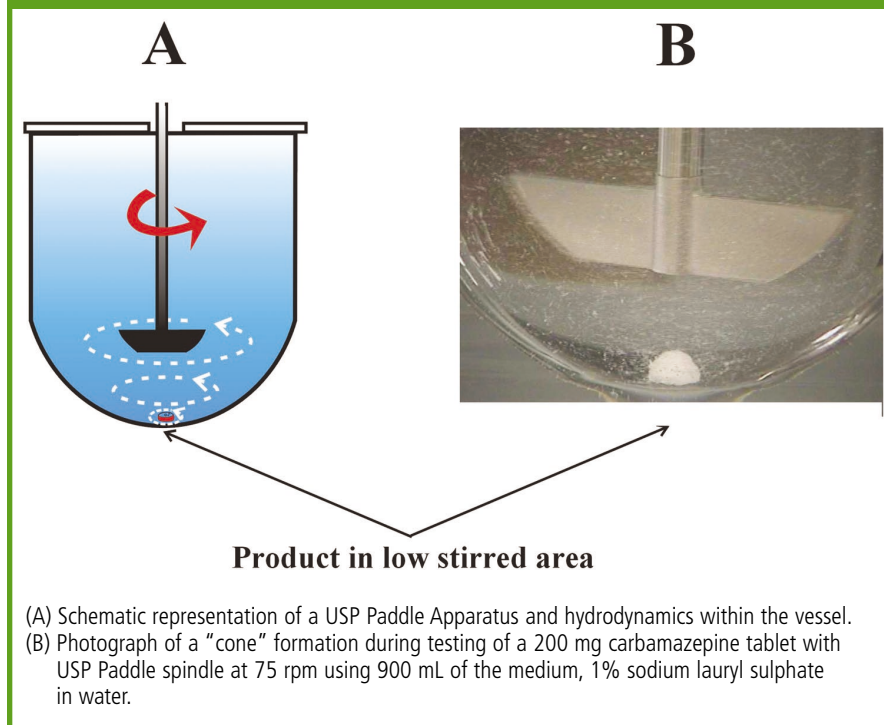 A
B
Product in low stirred area
(A) Schematic representation of a USP Paddle Apparatus and hydrodynamics within the vessel.
(B) Photograph of a “cone” formation during testing of a 200 mg carbamazepine tablet with
USP Paddle spindle at 75 rpm using 900 mL of the medium, 1% sodium lauryl sulphate
in water.